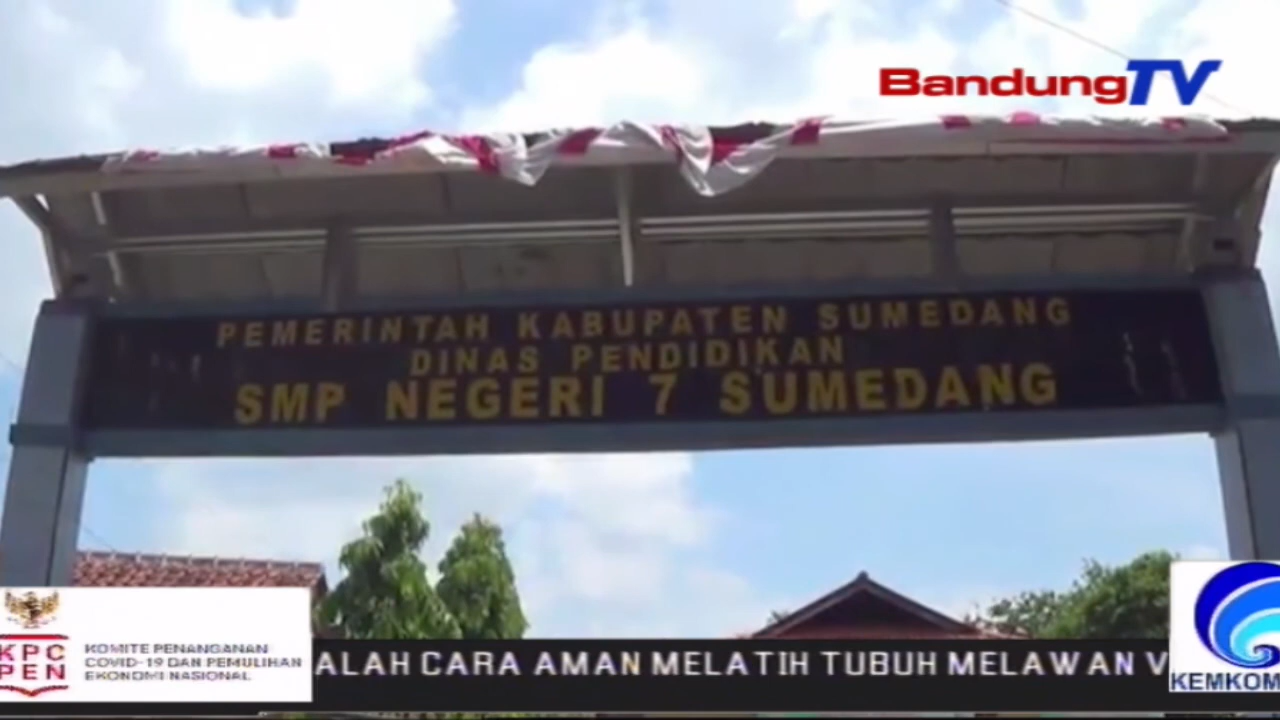 BandungTV
PEMERINTAH KABUPATEN SUMEDANG
DINAS PENDIDIKAN
SMP NEGERI 7 SUMEDANG
KPC
PEN
KOMITE PENANGANAN
COVID-19 DAN PEMULIHAN
EKONOMI NASIONAL
ALAH CARA AMAN MELATIH TUBUH MELAWAN V
KEMKOM